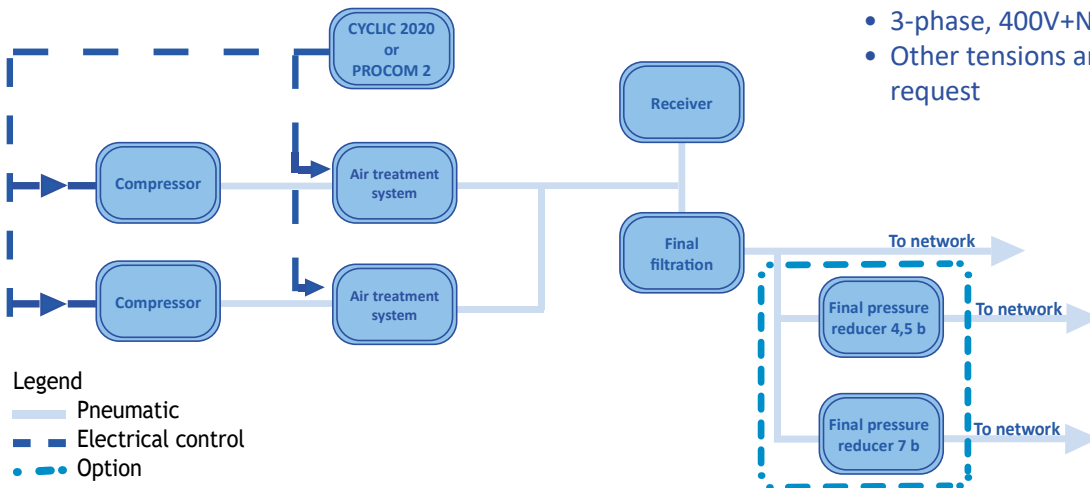 CYCLIC 2020
or
PROCOM 2
• 3-phase, 400V+N
• Other tensions
request
Receiver
Compressor
Air treatment
system
Final
filtration
To network
Compressor
Air treatment
system
Final pressure
reducer 4,5 b
To network
Final pressure
reducer 7 b
To network
Legend
Pneumatic
Electrical control
Option